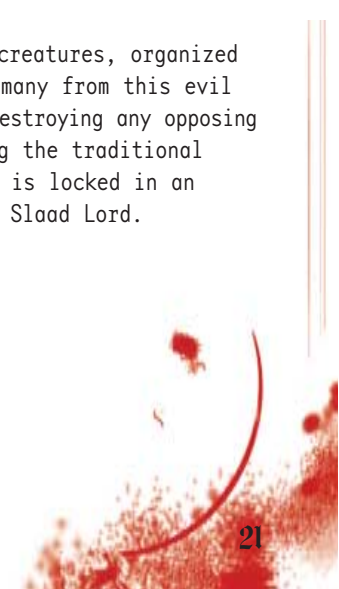 creatures, organized
many from this evil
estroying any opposing
g the traditional
is locked in an
Slaad Lord.
21